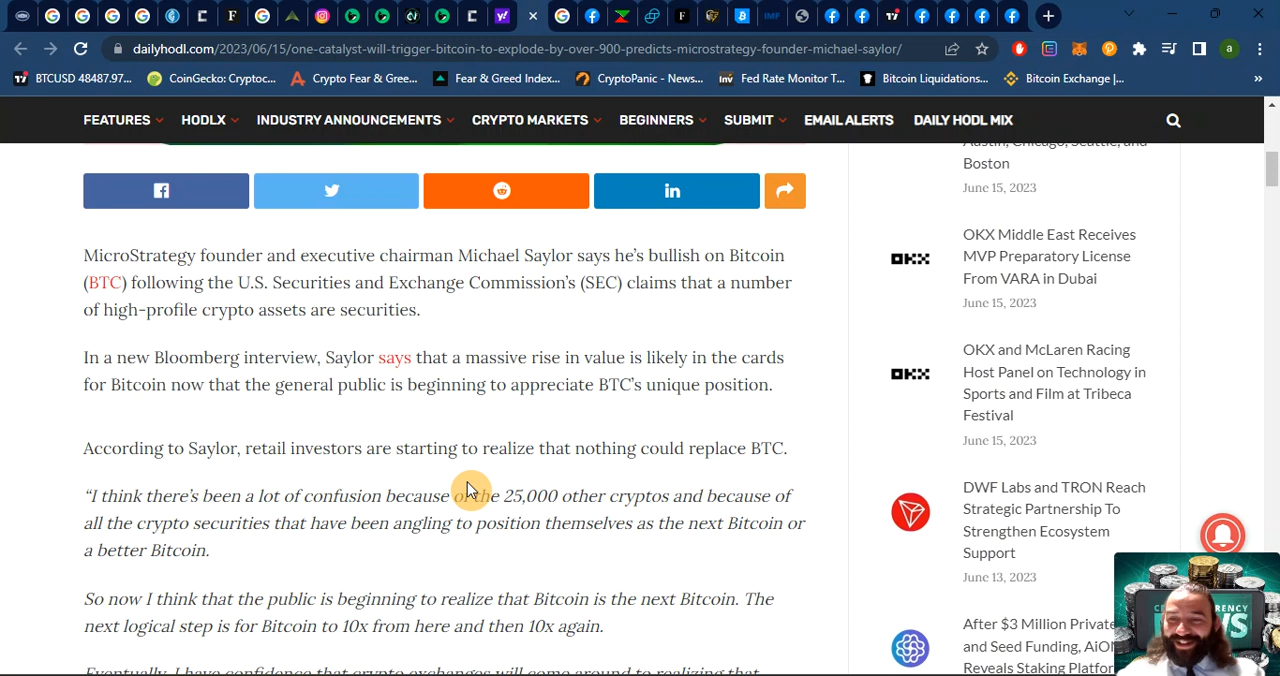 dailyhodl.com/2023/06/15/one-catalyst-will-trigger-bitcoin-to-explode-by-over-900-predicts-microstrategy-founder-michael-saylor/
BTCUSD 48487.97...
CoinGecko: Cryptoc...
Crypto Fear & Gree...
Fear & Greed Index...
CryptoPanic - News...
Fed Rate Monitor T...
Bitcoin Liquidations...
Bitcoin Exchange |...
FEATURES
HODLX
INDUSTRY ANNOUNCEMENTS
CRYPTO MARKETS
BEGINNERS
SUBMIT
EMAIL ALERTS
DAILY HODL MIX
MicroStrategy founder and executive chairman Michael Saylor says he’s bullish on Bitcoin
(BTC) following the U.S. Securities and Exchange Commission’s (SEC) claims that a number
of high-profile crypto assets are securities.
In a new Bloomberg interview, Saylor says that a massive rise in value is likely in the cards
for Bitcoin now that the general public is beginning to appreciate BTC’s unique position.
According to Saylor, retail investors are starting to realize that nothing could replace BTC.
“I think there’s been a lot of confusion because of the 25,000 other cryptos and because of
all the crypto securities that have been angling to position themselves as the next Bitcoin or
a better Bitcoin.
So now I think that the public is beginning to realize that Bitcoin is the next Bitcoin. The
next logical step is for Bitcoin to 10x from here and then 10x again.
Eventually, I have confidence that crypto exchanges will come around to realizing that
Austin, Chicago, Seattle, and
Boston
June 15, 2023
OKX Middle East Receives
MVP Preparatory License
From VARA in Dubai
June 15, 2023
OKX and McLaren Racing
Host Panel on Technology in
Sports and Film at Tribeca
Festival
June 15, 2023
DWF Labs and TRON Reach
Strategic Partnership To
Strengthen Ecosystem
Support
June 13, 2023
After $3 Million Private
and Seed Funding,
Reveals Staking